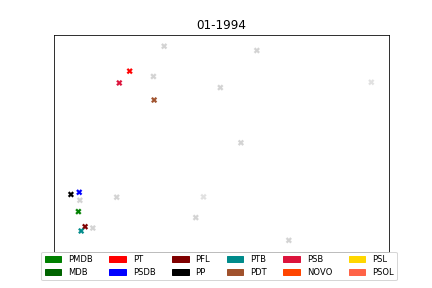 01-1994
PMDB PT PFL PTB PSB PSL
MDB PSDB PP PDT NOVO PSOL